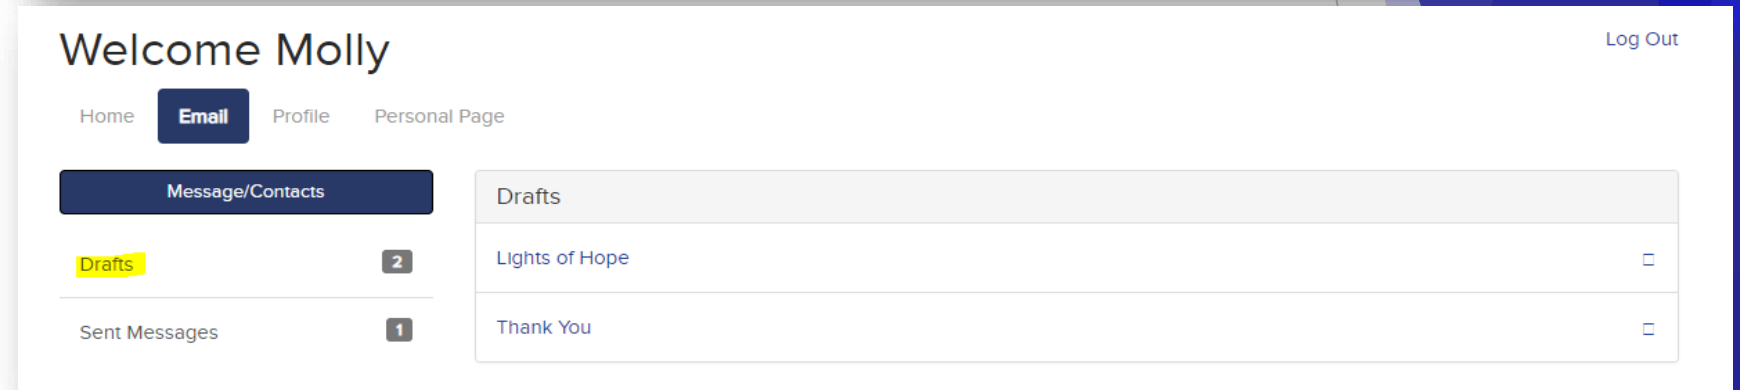 Welcome Molly
Log Out
Home Email Profile Personal Page
Message/Contacts
Drafts 2
Sent Messages 1
Drafts
Lights of Hope
Thank You